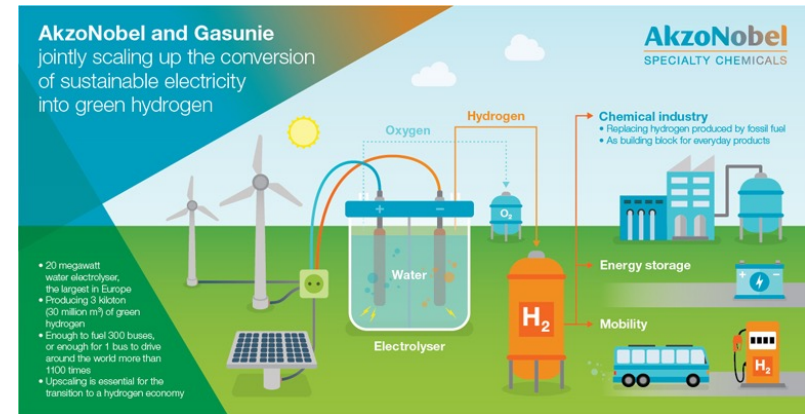 AkzoNobel and Gasunie
jointly scaling up the conversion
of sustainable electricity
into green hydrogen
AkzoNobel
SPECIALTY CHEMICALS
Oxygen
Hydrogen
Chemical industry
• Replacing hydrogen produced by fossil fuel
• As building block for everyday products
+
−
O₂
Water
Electrolyser
H₂
Energy storage
Mobility
H₂
• 20 megawatt
water electrolyser,
the largest in Europe
• Producing 3 kiloton
(30 million m³) of green
hydrogen
• Enough to fuel 300 buses,
or enough for 1 bus to drive
around the world more than
1100 times
• Upscaling is essential for the
transition to a hydrogen economy